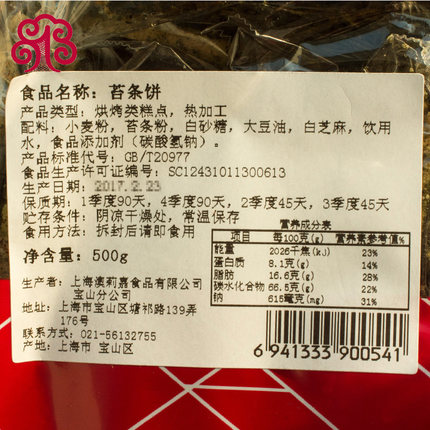 食品名称：苔条饼
产品类型：烘烤类糕点，热加工
配料：小麦粉，苔条粉，白砂糖，大豆油，白芝麻，饮用
水，食品添加剂（碳酸氢钠）。
产品标准代号：GB/T20977
食品生产许可证编号：SC12431011300613
生产日期：2017.2.23
保质期：1季度90天，4季度90天，2季度45天，3季度45天
贮存条件：阴凉干燥处，常温保存
食用方法：拆封后请即食用
净含量：500g
营养成分表
项目 每100克(g) 营养素参考值%
能量 2026千焦(kJ) 23%
蛋白质 8.1克(g) 14%
脂肪 16.6克(g) 28%
碳水化合物 66.5克(g) 22%
钠 615毫克(mg) 31%
生产者：上海澳莉嘉食品有限公司
宝山分公司
地址：上海市宝山区塘祁路139弄
176号
联系方式：021-56132755
产地：上海市 宝山区
6 941333 900541